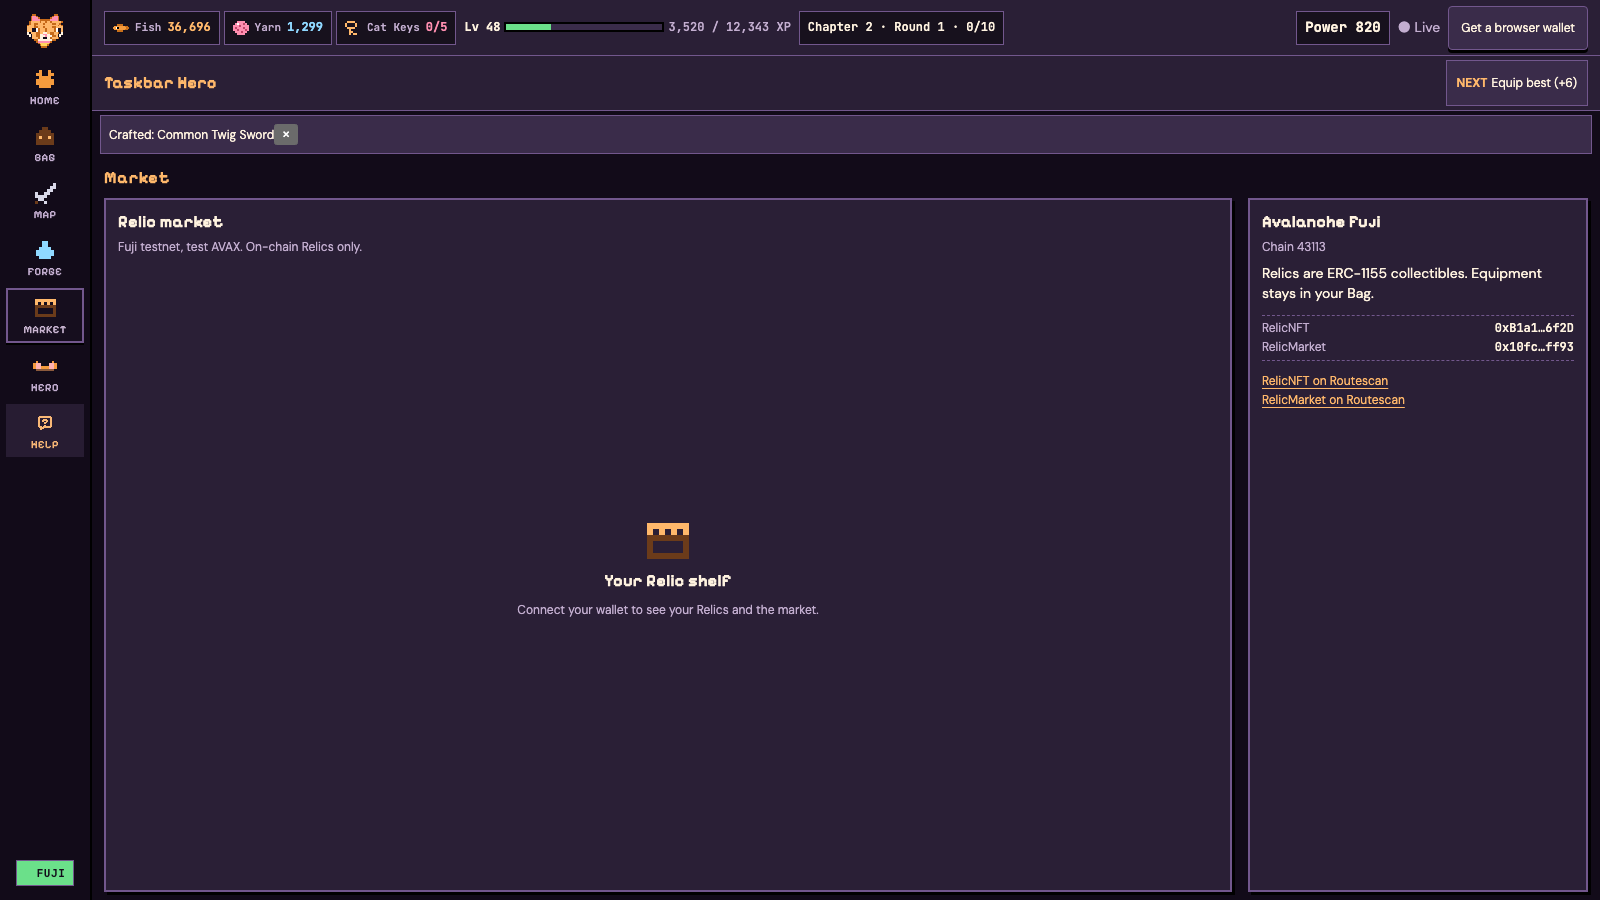 Fish 36,696
Yarn 1,299
Cat Keys 0/5
Lv 48
3,520 / 12,343 XP
Chapter 2 · Round 1 · 0/10
Power 820
Live
Get a browser wallet
HOME
BAG
MAP
FORGE
MARKET
HERO
HELP
FUJI
Taskbar Hero
NEXT Equip best (+6)
Crafted: Common Twig Sword ×
Market
Relic market
Fuji testnet, test AVAX. On-chain Relics only.
Your Relic shelf
Connect your wallet to see your Relics and the market.
Avalanche Fuji
Chain 43113
Relics are ERC-1155 collectibles. Equipment
stays in your Bag.
RelicNFT 0xB1a1…6f2D
RelicMarket 0x10fc…ff93
RelicNFT on Routescan
RelicMarket on Routescan